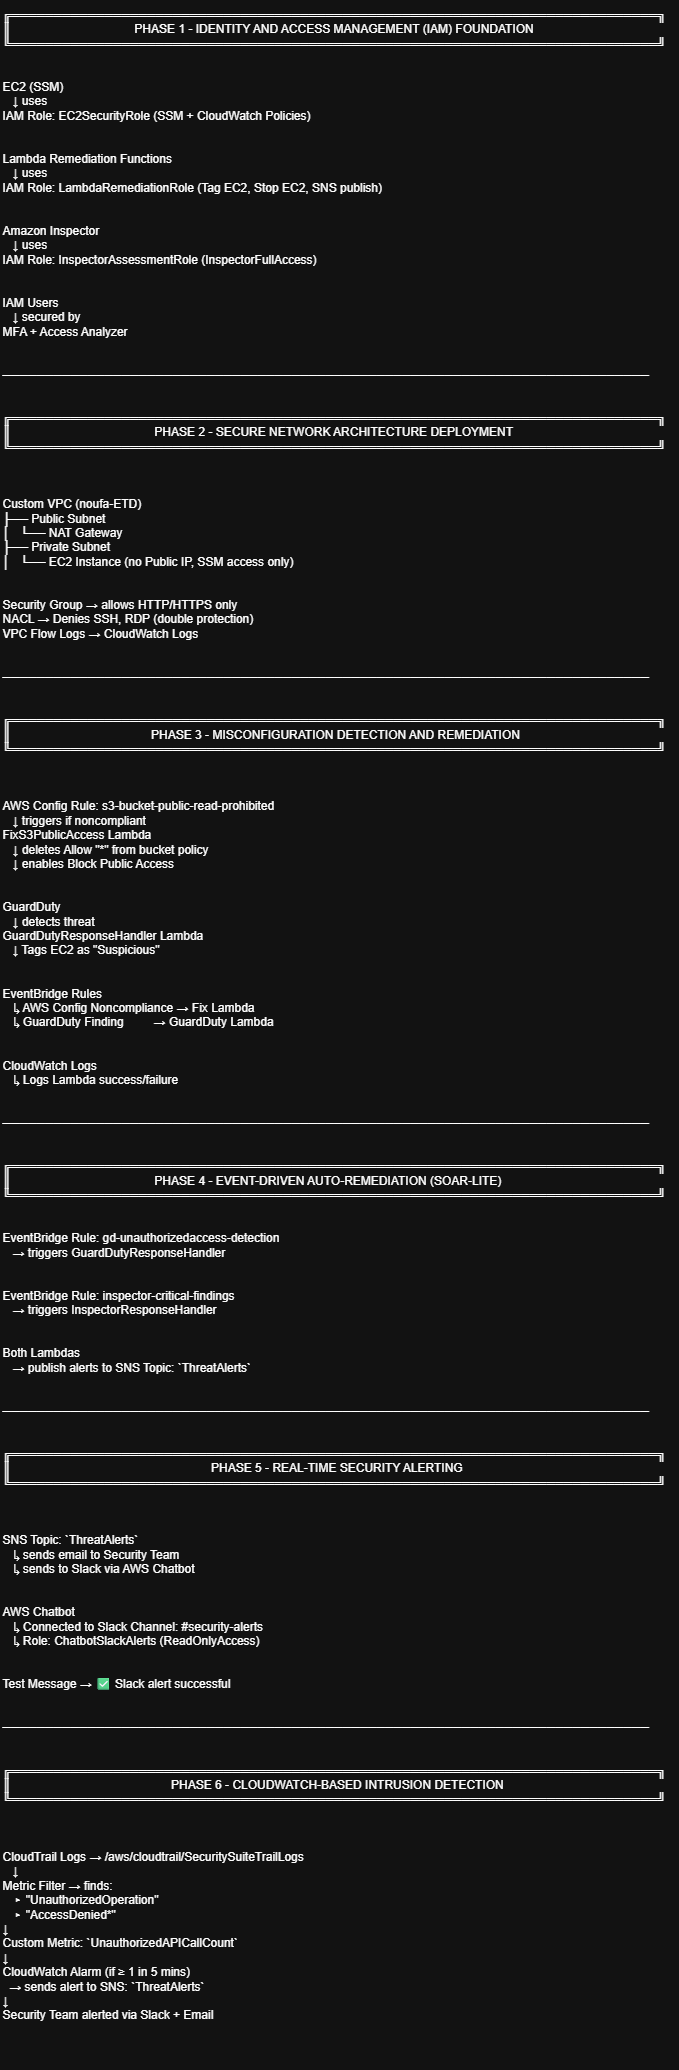 PHASE 1 - IDENTITY AND ACCESS MANAGEMENT (IAM) FOUNDATION
EC2 (SSM)
↓ uses
IAM Role: EC2SecurityRole (SSM + CloudWatch Policies)
Lambda Remediation Functions
↓ uses
IAM Role: LambdaRemediationRole (Tag EC2, Stop EC2, SNS publish)
Amazon Inspector
↓ uses
IAM Role: InspectorAssessmentRole (InspectorFullAccess)
IAM Users
↓ secured by
MFA + Access Analyzer
PHASE 2 - SECURE NETWORK ARCHITECTURE DEPLOYMENT
Custom VPC (noufa-ETD)
├── Public Subnet
│   └── NAT Gateway
├── Private Subnet
│   └── EC2 Instance (no Public IP, SSM access only)
Security Group → allows HTTP/HTTPS only
NACL → Denies SSH, RDP (double protection)
VPC Flow Logs → CloudWatch Logs
PHASE 3 - MISCONFIGURATION DETECTION AND REMEDIATION
AWS Config Rule: s3-bucket-public-read-prohibited
↓ triggers if noncompliant
FixS3PublicAccess Lambda
↓ deletes Allow "*" from bucket policy
↓ enables Block Public Access
GuardDuty
↓ detects threat
GuardDutyResponseHandler Lambda
↓ Tags EC2 as "Suspicious"
EventBridge Rules
↳ AWS Config Noncompliance → Fix Lambda
↳ GuardDuty Finding → GuardDuty Lambda
CloudWatch Logs
↳ Logs Lambda success/failure
PHASE 4 - EVENT-DRIVEN AUTO-REMEDIATION (SOAR-LITE)
EventBridge Rule: gd-unauthorizedaccess-detection
→ triggers GuardDutyResponseHandler
EventBridge Rule: inspector-critical-findings
→ triggers InspectorResponseHandler
Both Lambdas
→ publish alerts to SNS Topic: `ThreatAlerts`
PHASE 5 - REAL-TIME SECURITY ALERTING
SNS Topic: `ThreatAlerts`
↳ sends email to Security Team
↳ sends to Slack via AWS Chatbot
AWS Chatbot
↳ Connected to Slack Channel: #security-alerts
↳ Role: ChatbotSlackAlerts (ReadOnlyAccess)
Test Message → ✅ Slack alert successful
PHASE 6 - CLOUDWATCH-BASED INTRUSION DETECTION
CloudTrail Logs → /aws/cloudtrail/SecuritySuiteTrailLogs
↓
Metric Filter → finds:
‣ "UnauthorizedOperation"
‣ "AccessDenied*"
↓
Custom Metric: `UnauthorizedAPICallCount`
↓
CloudWatch Alarm (if ≥ 1 in 5 mins)
→ sends alert to SNS: `ThreatAlerts`
↓
Security Team alerted via Slack + Email